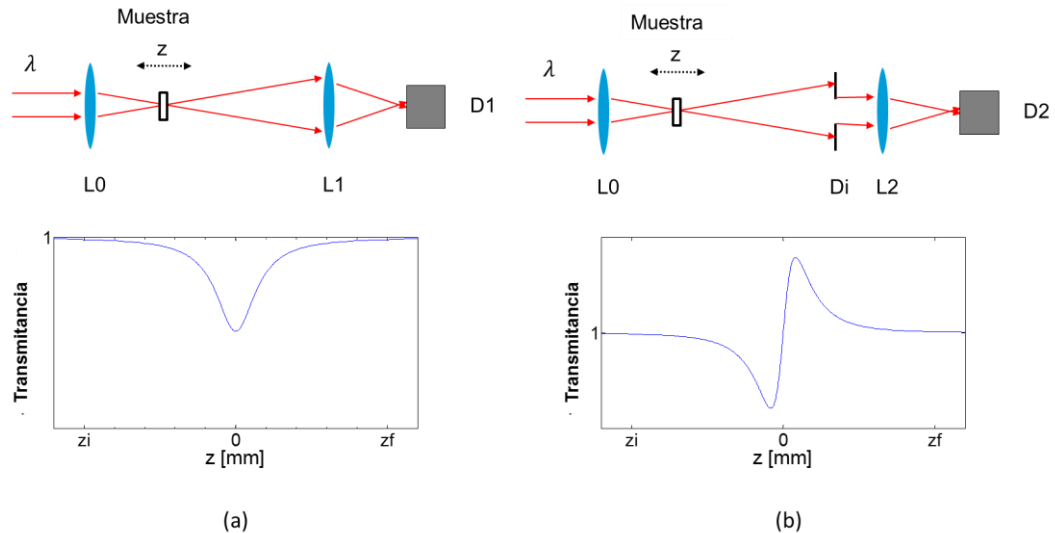 Muestra
z
λ
D1
L0
L1
1
Transmitancia
zi
0
zf
z [mm]
(a)
Muestra
z
λ
D2
L0
Di
L2
1
Transmitancia
zi
0
zf
z [mm]
(b)